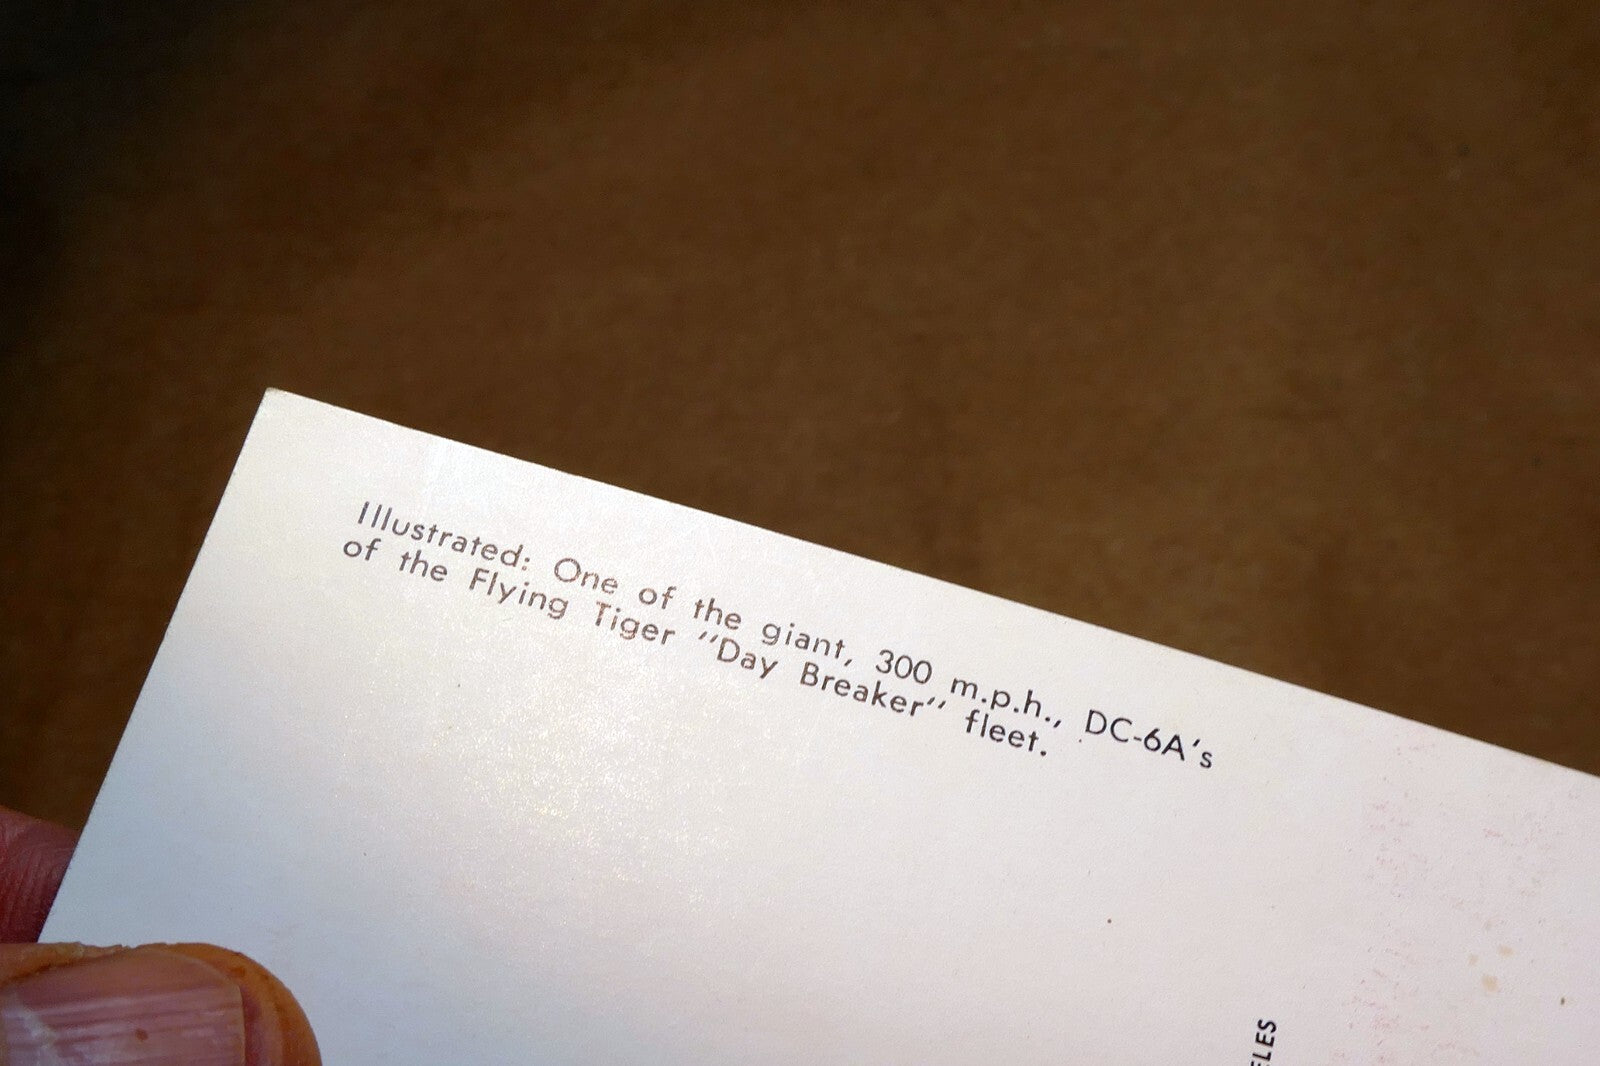 Illustrated: One of the giant, 300 m.p.h., DC-6A's
of the Flying Tiger "Day Breaker" fleet.